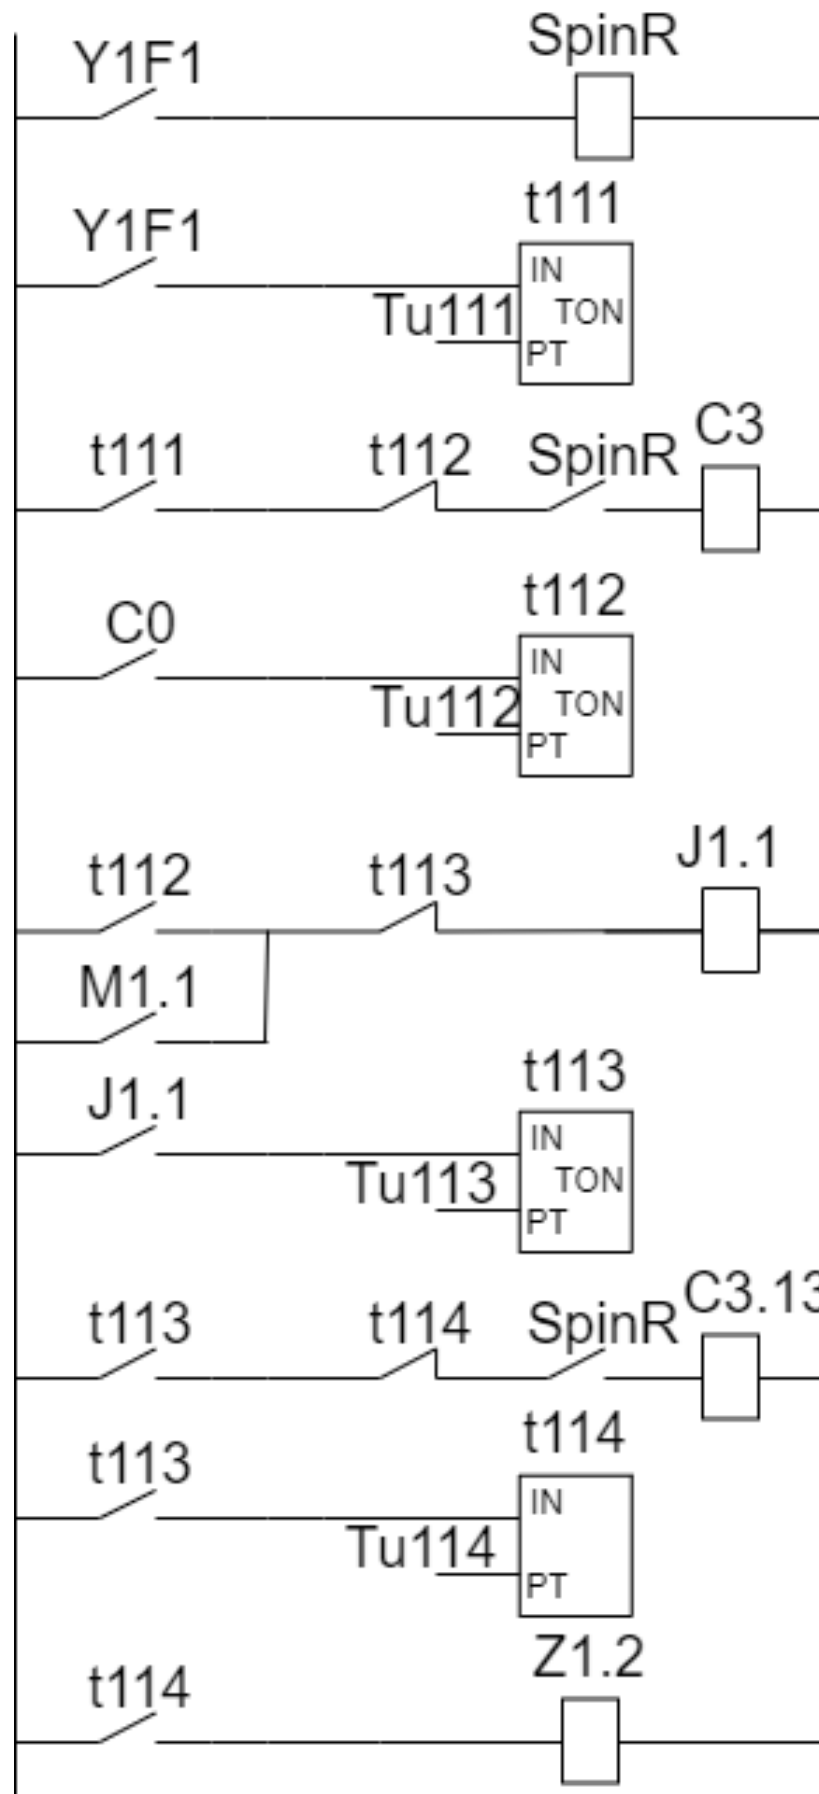 SpinR
Y1F1
t111
Y1F1
IN
Tu111
TON
PT
C3
t111
t112
SpinR
t112
C0
IN
Tu112
TON
PT
J1.1
t112
t113
M1.1
t113
J1.1
IN
Tu113
TON
PT
C3.13
t113
t114
SpinR
t114
t113
IN
Tu114
PT
Z1.2
t114